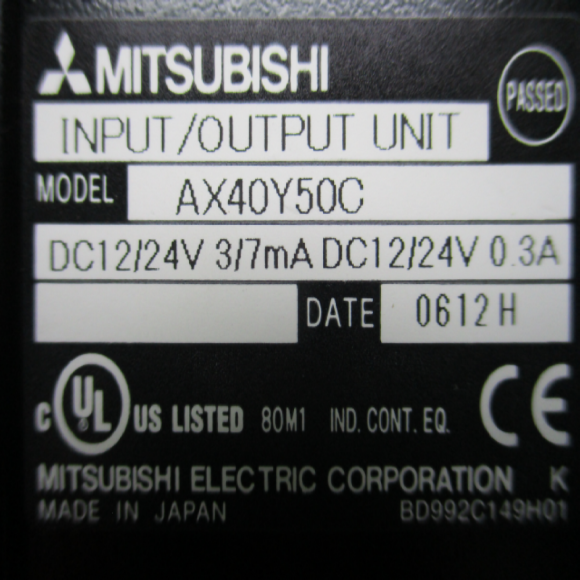 MITSUBISHI
PASSED
INPUT/OUTPUT UNIT
MODEL AX40Y50C
DC12/24V 3/7mA DC12/24V 0.3A
DATE 0612H
C UL ® US LISTED 80M1 IND. CONT. EQ. CE
MITSUBISHI ELECTRIC CORPORATION K
MADE IN JAPAN BD992C149H01